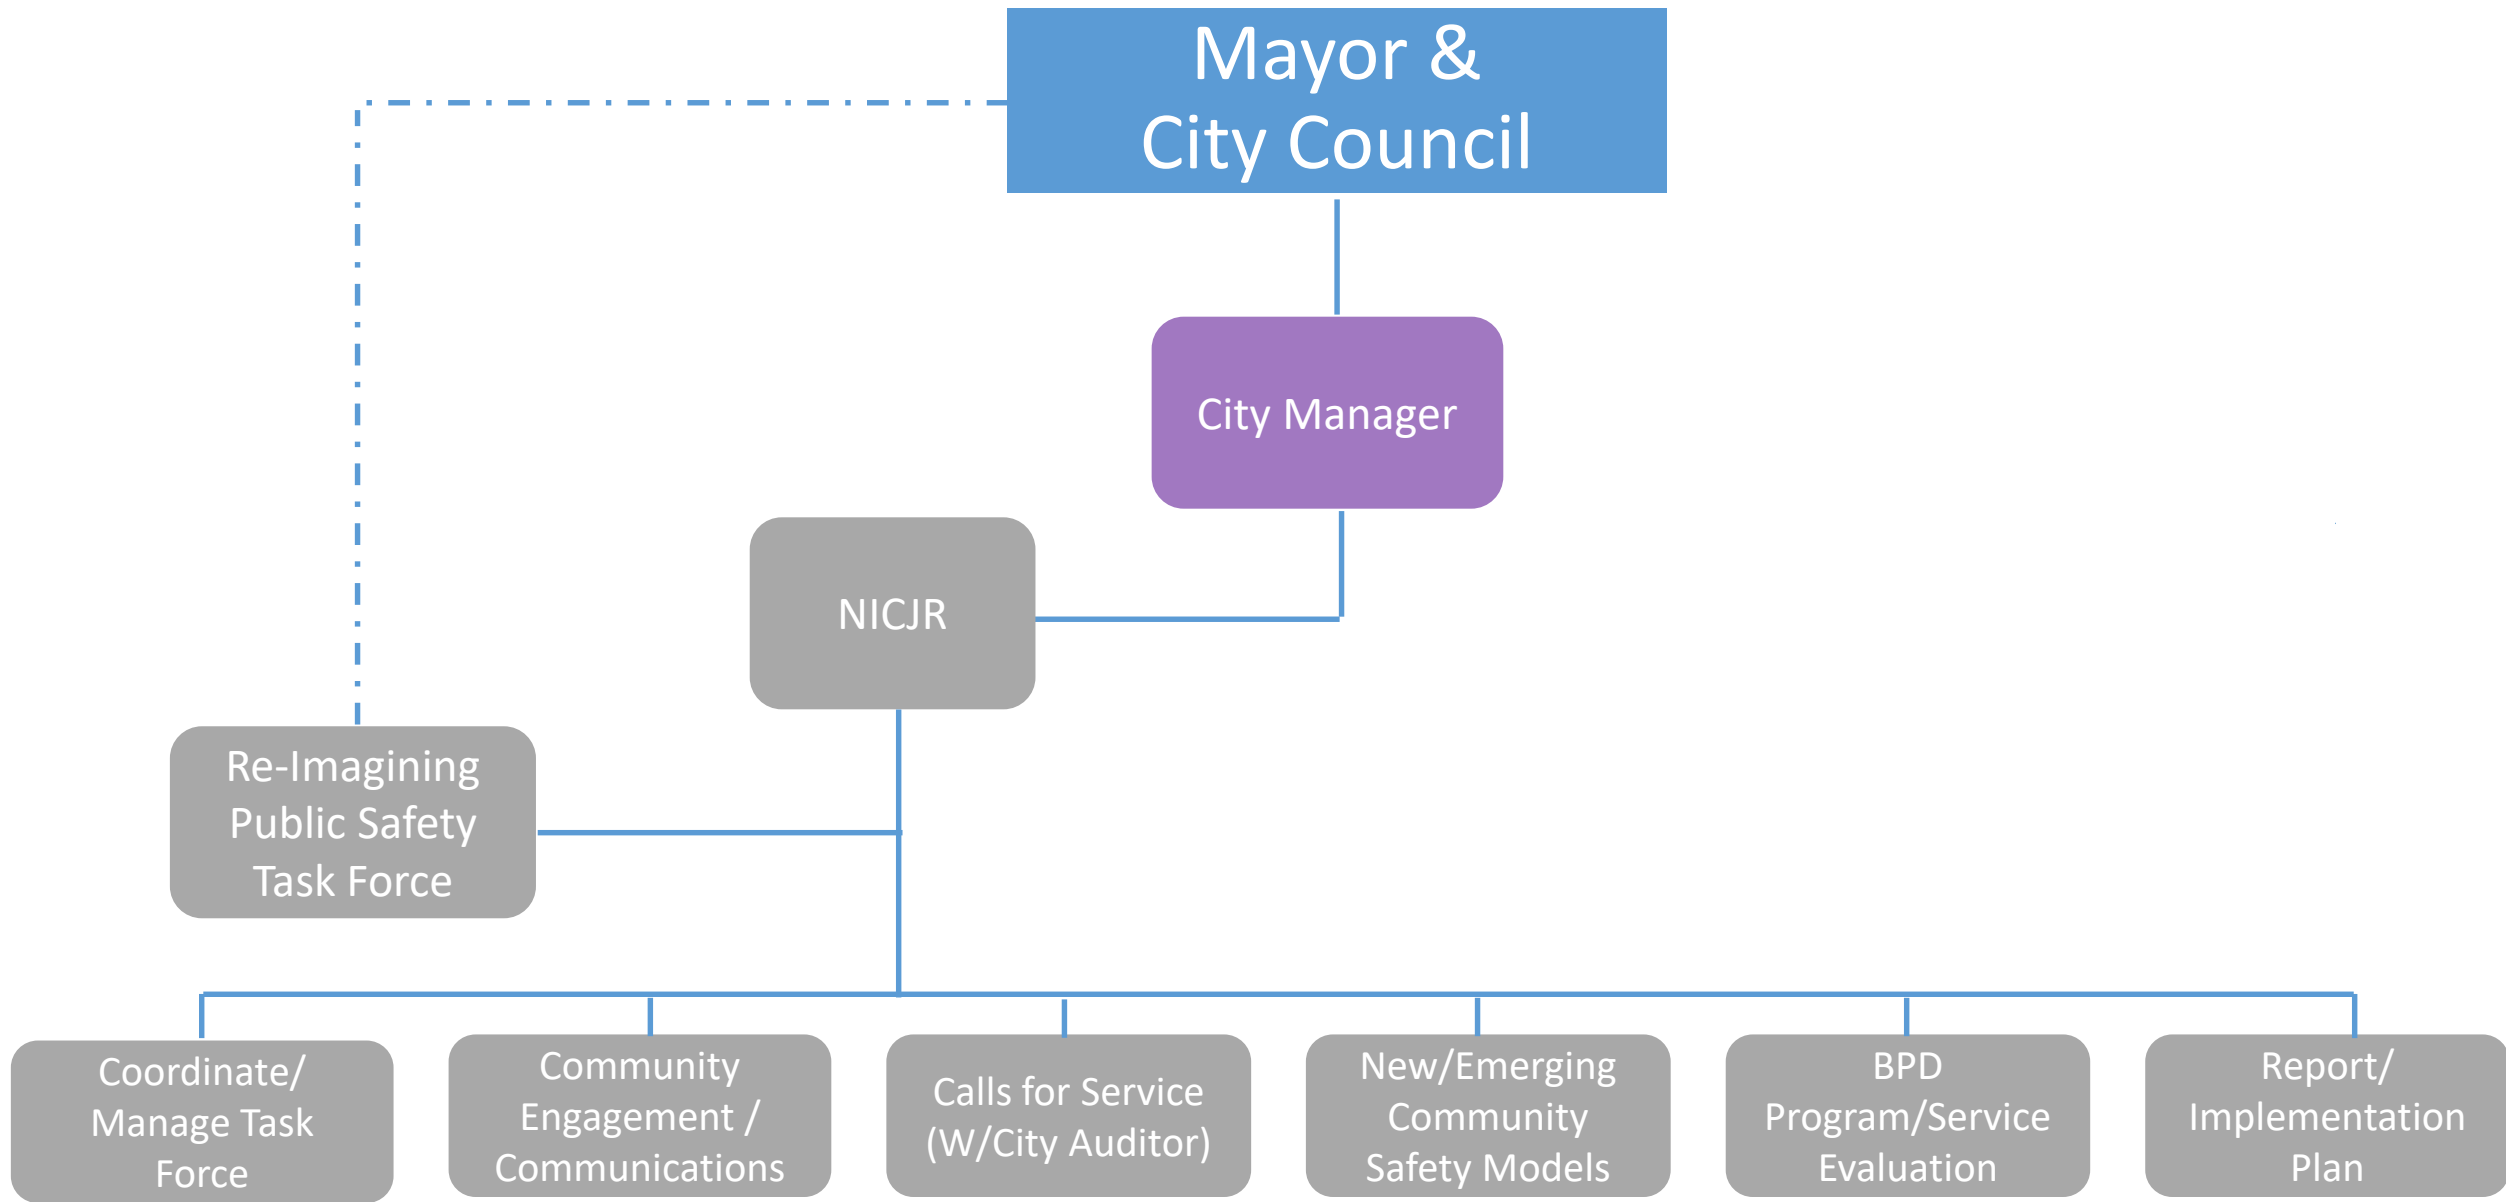 Mayor &
City Council
City Manager
NICJR
Re-Imagining
Public Safety
Task Force
Coordinate/
Manage Task
Force
Community
Engagement /
Communications
Calls for Service
(W/City Auditor)
New/Emerging
Community
Safety Models
BPD
Program/Service
Evaluation
Report/
Implementation
Plan